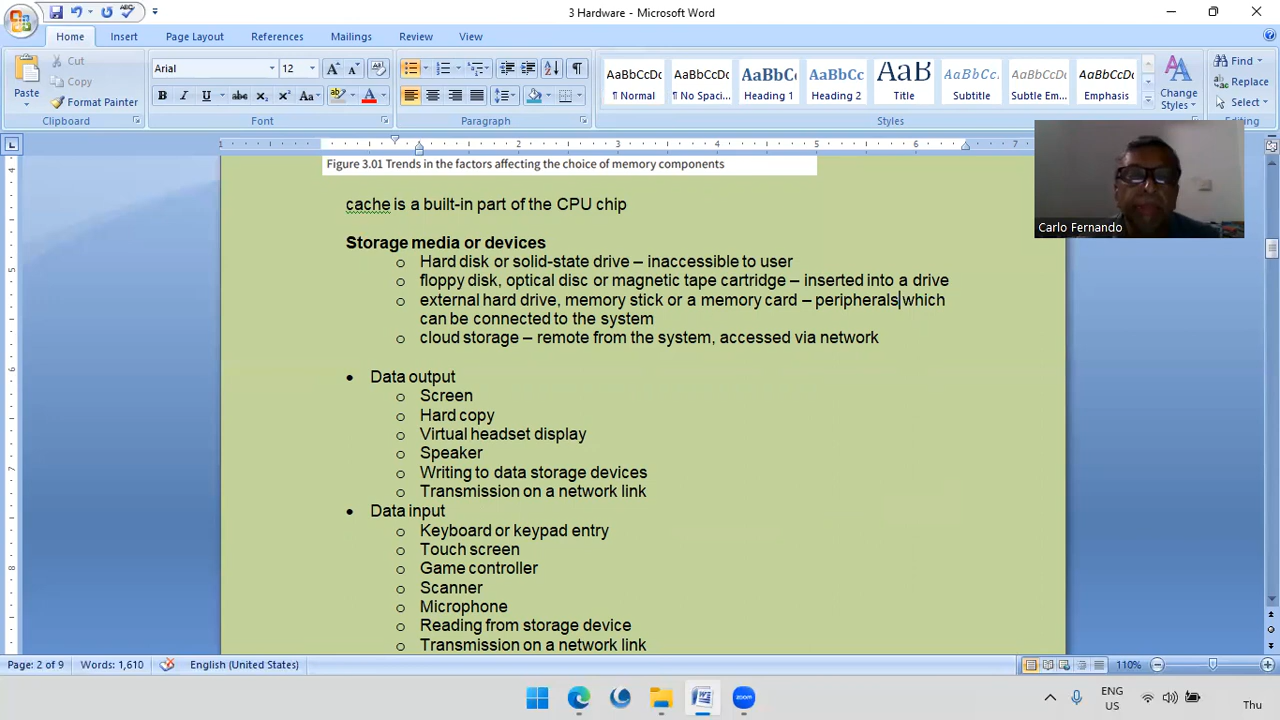 3 Hardware - Microsoft Word
Home Insert Page Layout References Mailings Review View
Paste
Cut
Copy
Format Painter
Clipboard
Arial 12
Font
Paragraph
AaBbCcDc AaBbCcDc AaBbCc AaBbCc AaB AaBbCc. AaBbCcDc AaBbCcDc
¶ Normal ¶ No Spaci... Heading 1 Heading 2 Title Subtitle Subtle Em... Emphasis
Change Styles
Styles
Find
Replace
Select
Editing
Figure 3.01 Trends in the factors affecting the choice of memory components
cache is a built-in part of the CPU chip
Storage media or devices
o Hard disk or solid-state drive – inaccessible to user
o floppy disk, optical disc or magnetic tape cartridge – inserted into a drive
o external hard drive, memory stick or a memory card – peripherals which
can be connected to the system
o cloud storage – remote from the system, accessed via network
• Data output
o Screen
o Hard copy
o Virtual headset display
o Speaker
o Writing to data storage devices
o Transmission on a network link
• Data input
o Keyboard or keypad entry
o Touch screen
o Game controller
o Scanner
o Microphone
o Reading from storage device
o Transmission on a network link
Carlo Fernando
Page: 2 of 9 Words: 1,610 English (United States) 110%
zoom
ENG
US
Thu